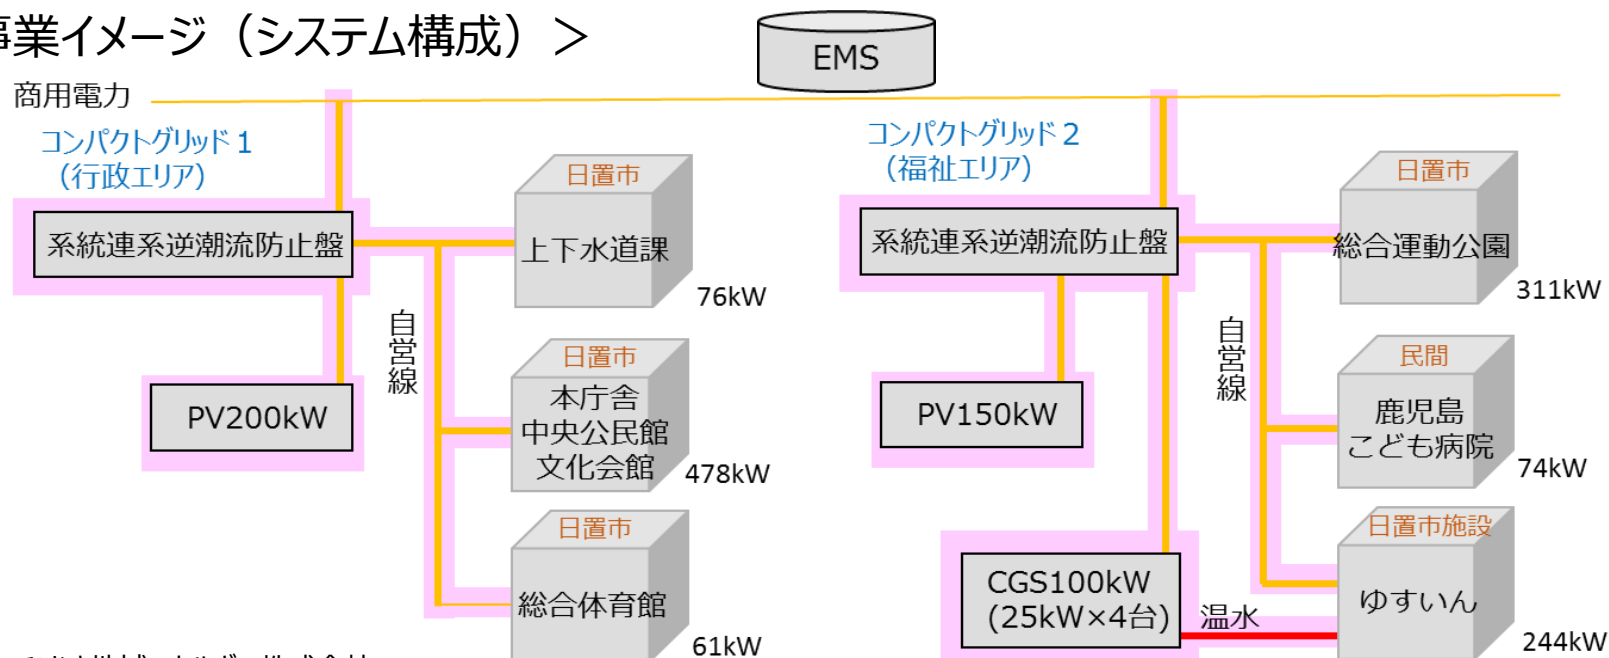 事業イメージ（システム構成）＞
EMS
商用電力
コンパクトグリッド１
（行政エリア）
系統連系逆潮流防止盤
PV200kW
自営線
日置市
上下水道課
76kW
日置市
本庁舎
中央公民館
文化会館
478kW
日置市
総合体育館
61kW
コンパクトグリッド２
（福祉エリア）
系統連系逆潮流防止盤
PV150kW
CGS100kW
(25kW×4台)
温水
自営線
日置市
総合運動公園
311kW
民間
鹿児島
こども病院
74kW
日置市施設
ゆすいん
244kW